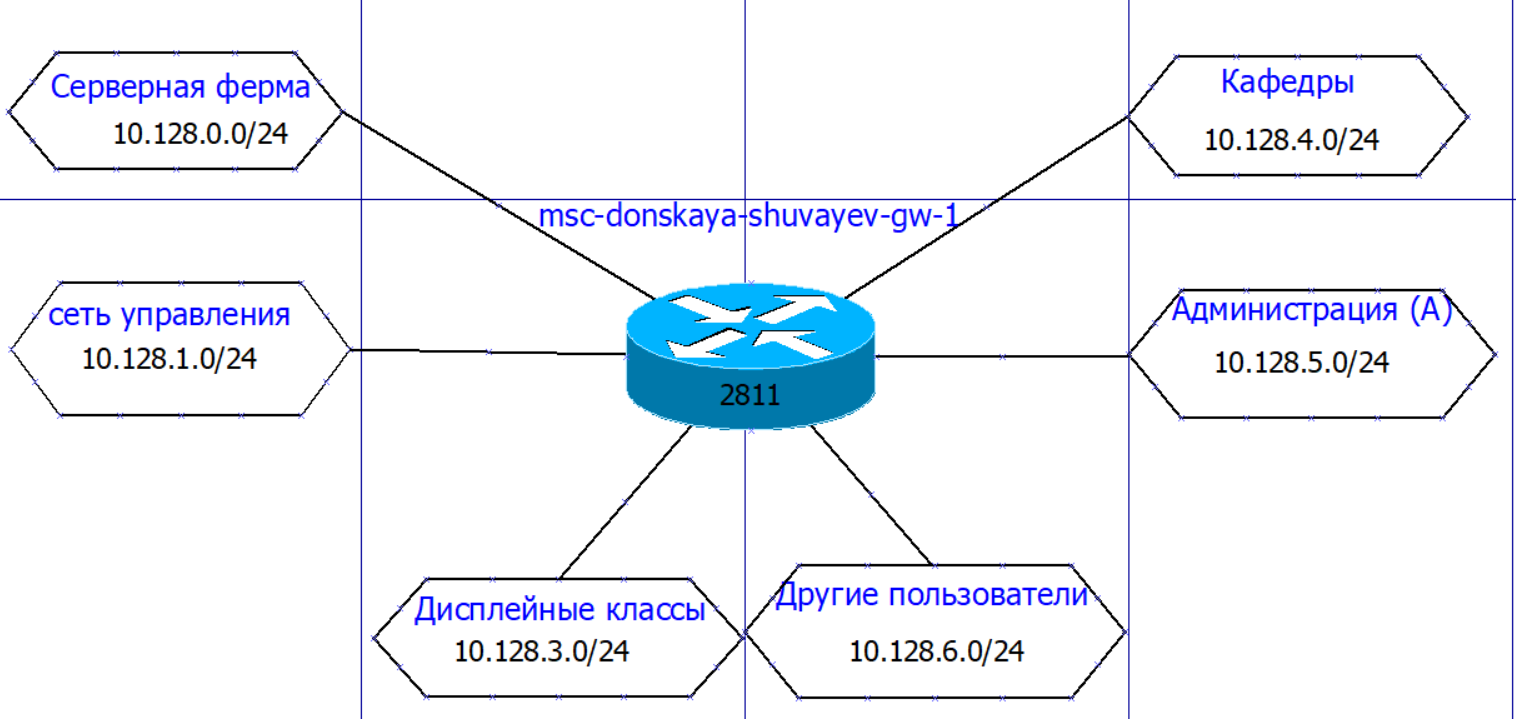 Серверная ферма
10.128.0.0/24
Кафедры
10.128.4.0/24
msc-donskaya-shuvayev-gw-1
сеть управления
10.128.1.0/24
2811
Администрация (А)
10.128.5.0/24
Дисплейные классы
10.128.3.0/24
Другие пользователи
10.128.6.0/24